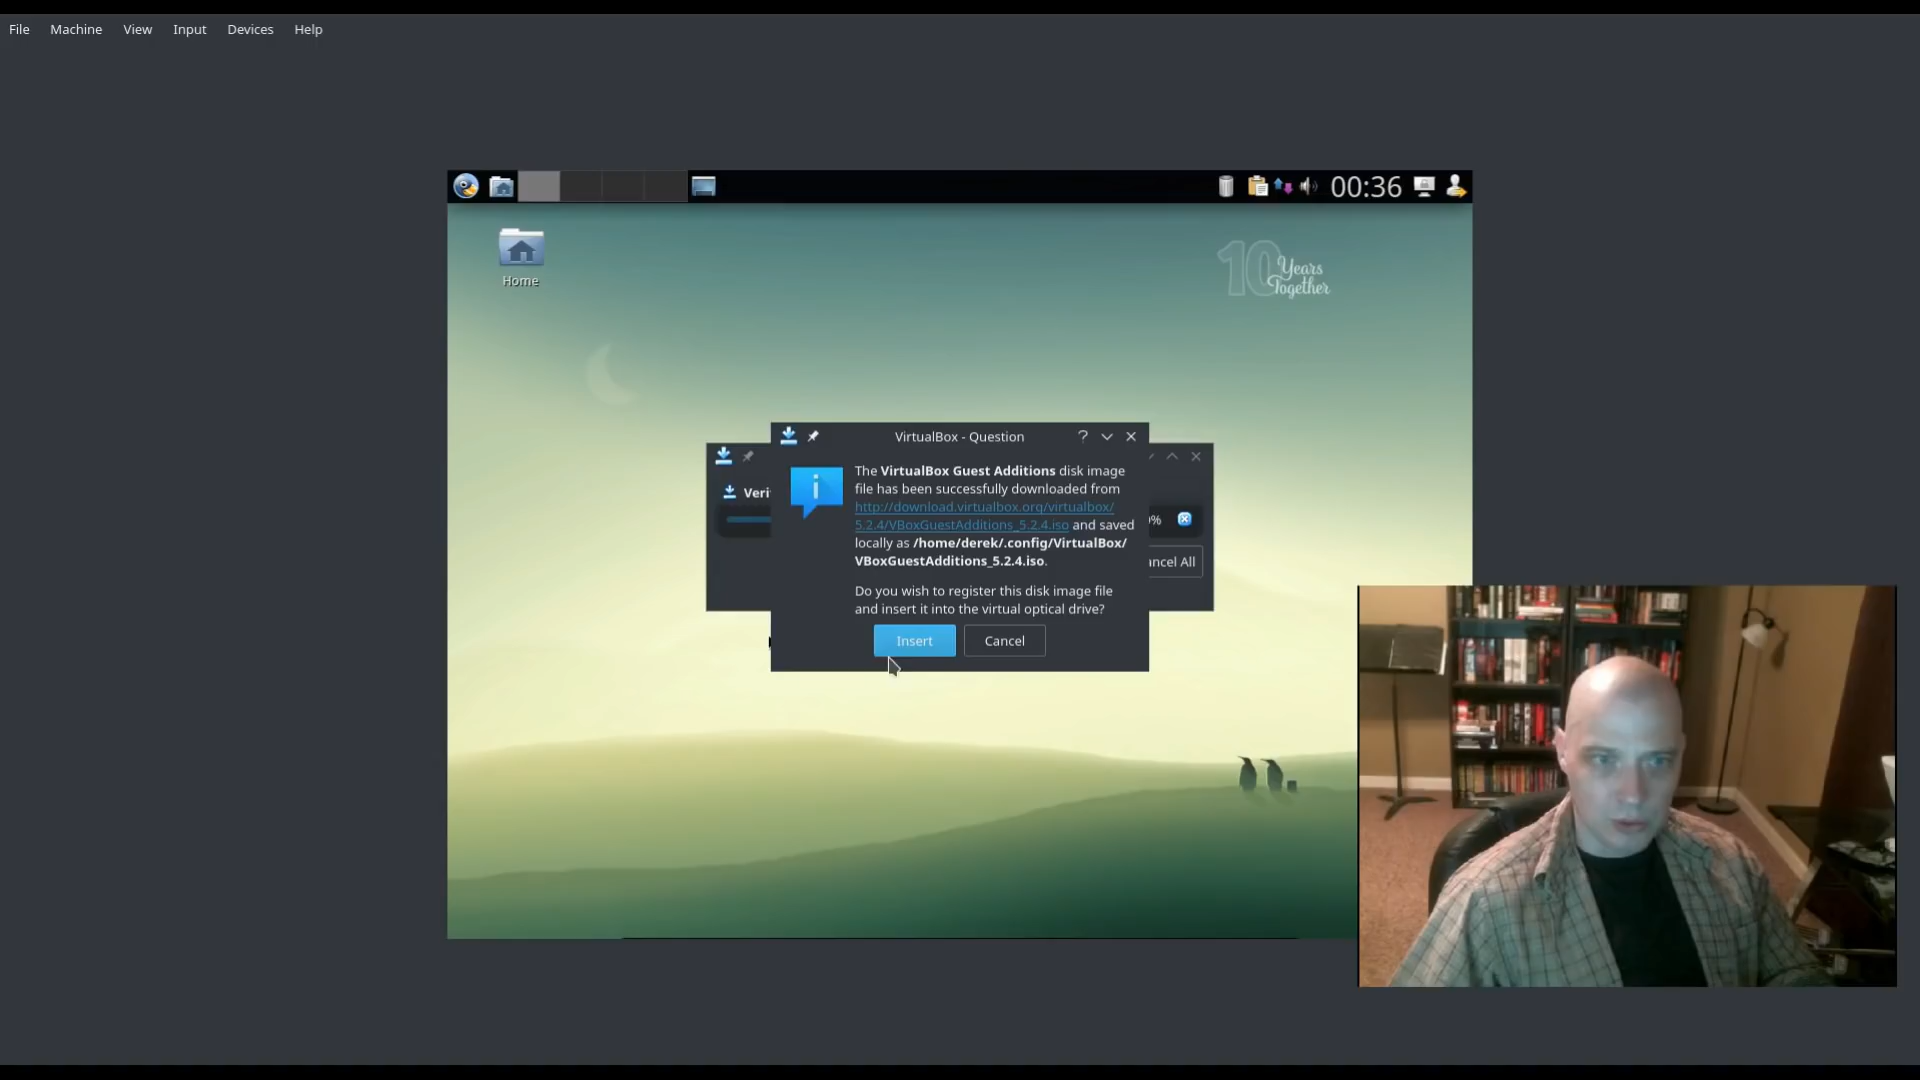 File Machine View Input Devices Help
00:36
Home
10 Years Together
VirtualBox - Question
The VirtualBox Guest Additions disk image
file has been successfully downloaded from
http://download.virtualbox.org/virtualbox/
5.2.4/VBoxGuestAdditions_5.2.4.iso and saved
locally as /home/derek/.config/VirtualBox/
VBoxGuestAdditions_5.2.4.iso.
Do you wish to register this disk image file
and insert it into the virtual optical drive?
Insert Cancel
Veri
%
ncel All